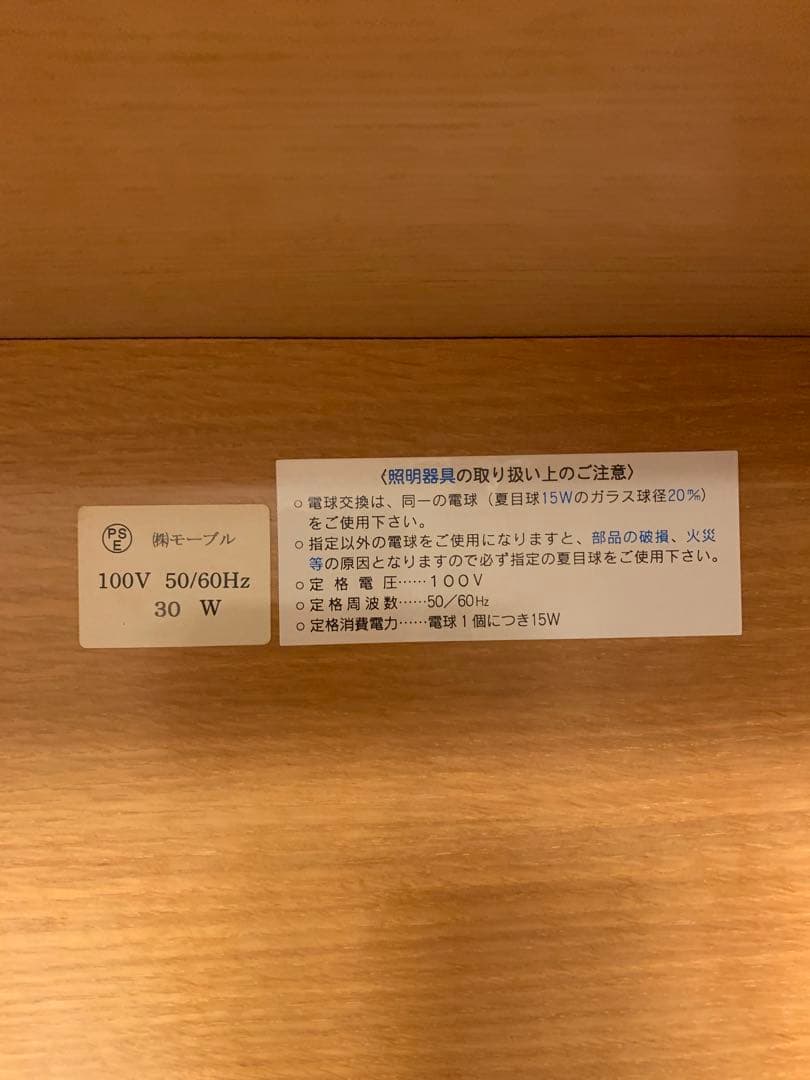 PS
E
㈱モーブル
100V 50/60Hz
30 W
〈照明器具の取り扱い上のご注意〉
○ 電球交換は、同一の電球（夏目球15Wのガラス球径20㎜）
をご使用下さい。
○ 指定以外の電球をご使用になりますと、部品の破損、火災
等の原因となりますので必ず指定の夏目球をご使用下さい。
○ 定格電圧……１００V
○ 定格周波数……50／60Hz
○ 定格消費電力……電球１個につき15W